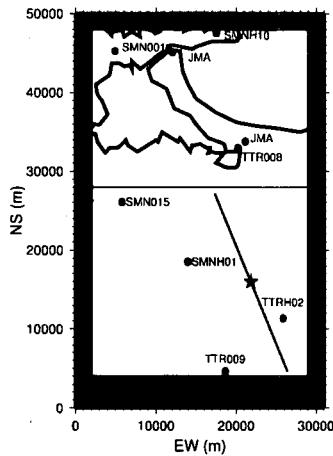 50000
SMNH10
SMN001
JMA
40000
JMA
TTR008
30000
NS (m)
SMN015
20000
SMNH01
TTRH02
10000
TTR009
0
0 10000 20000 30000
EW (m)